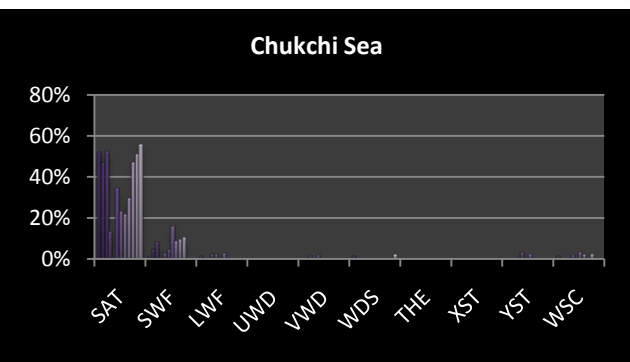 Chukchi Sea
80%
60%
40%
20%
0%
SAT SWF LWF UWD VWD WDS THE XST YST WSC